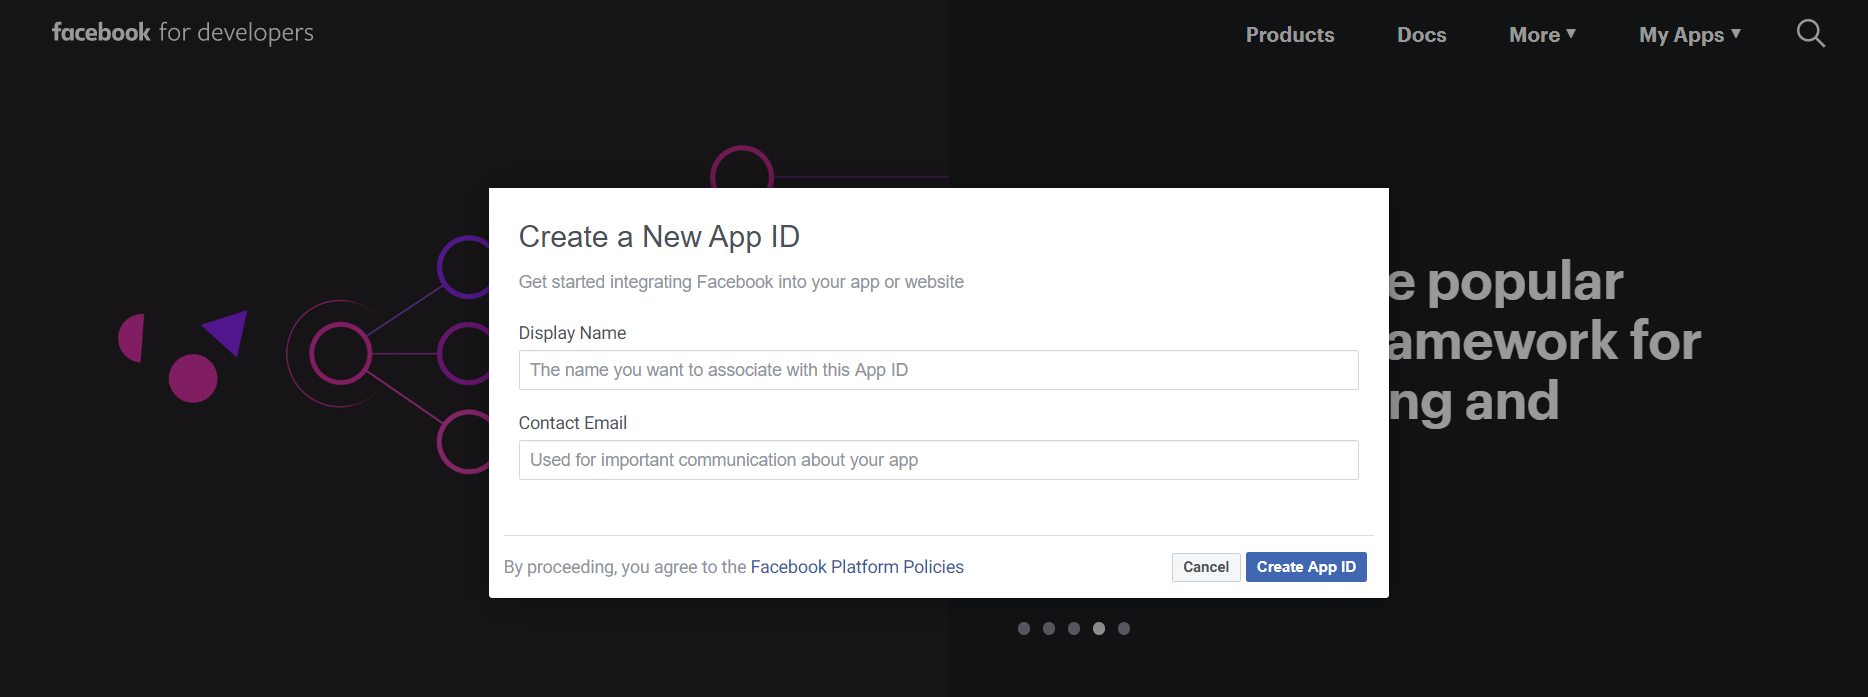 facebook for developers
Products
Docs
More
My Apps
Create a New App ID
Get started integrating Facebook into your app or website
Display Name
The name you want to associate with this App ID
Contact Email
Used for important communication about your app
By proceeding, you agree to the Facebook Platform Policies
Cancel
Create App ID
popular
for
and